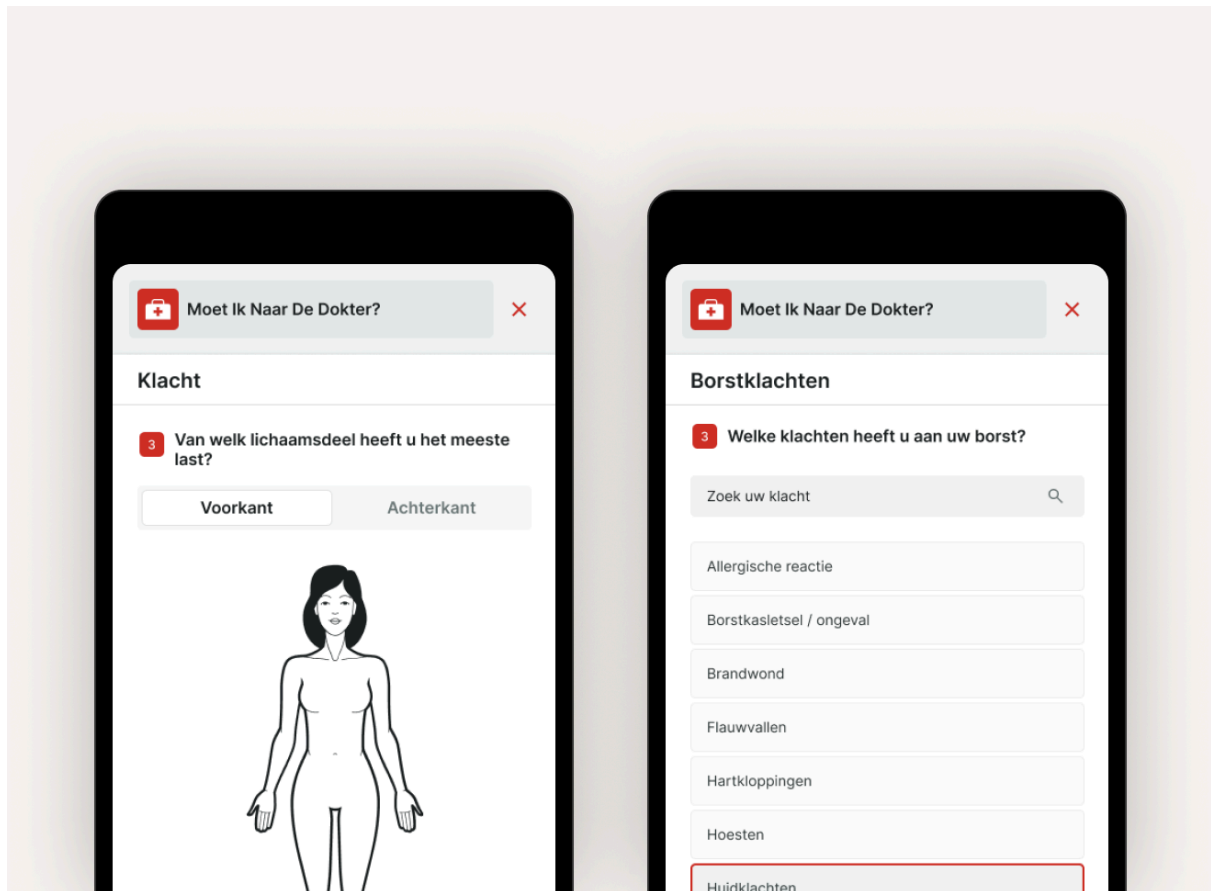 Moet Ik Naar De Dokter?
Klacht
3
Van welk lichaamsdeel heeft u het meeste
last?
Voorkant
Achterkant
Moet Ik Naar De Dokter?
Borstklachten
3
Welke klachten heeft u aan uw borst?
Zoek uw klacht
Allergische reactie
Borstkasletsel / ongeval
Brandwond
Flauwvallen
Hartkloppingen
Hoesten
Huidklachten